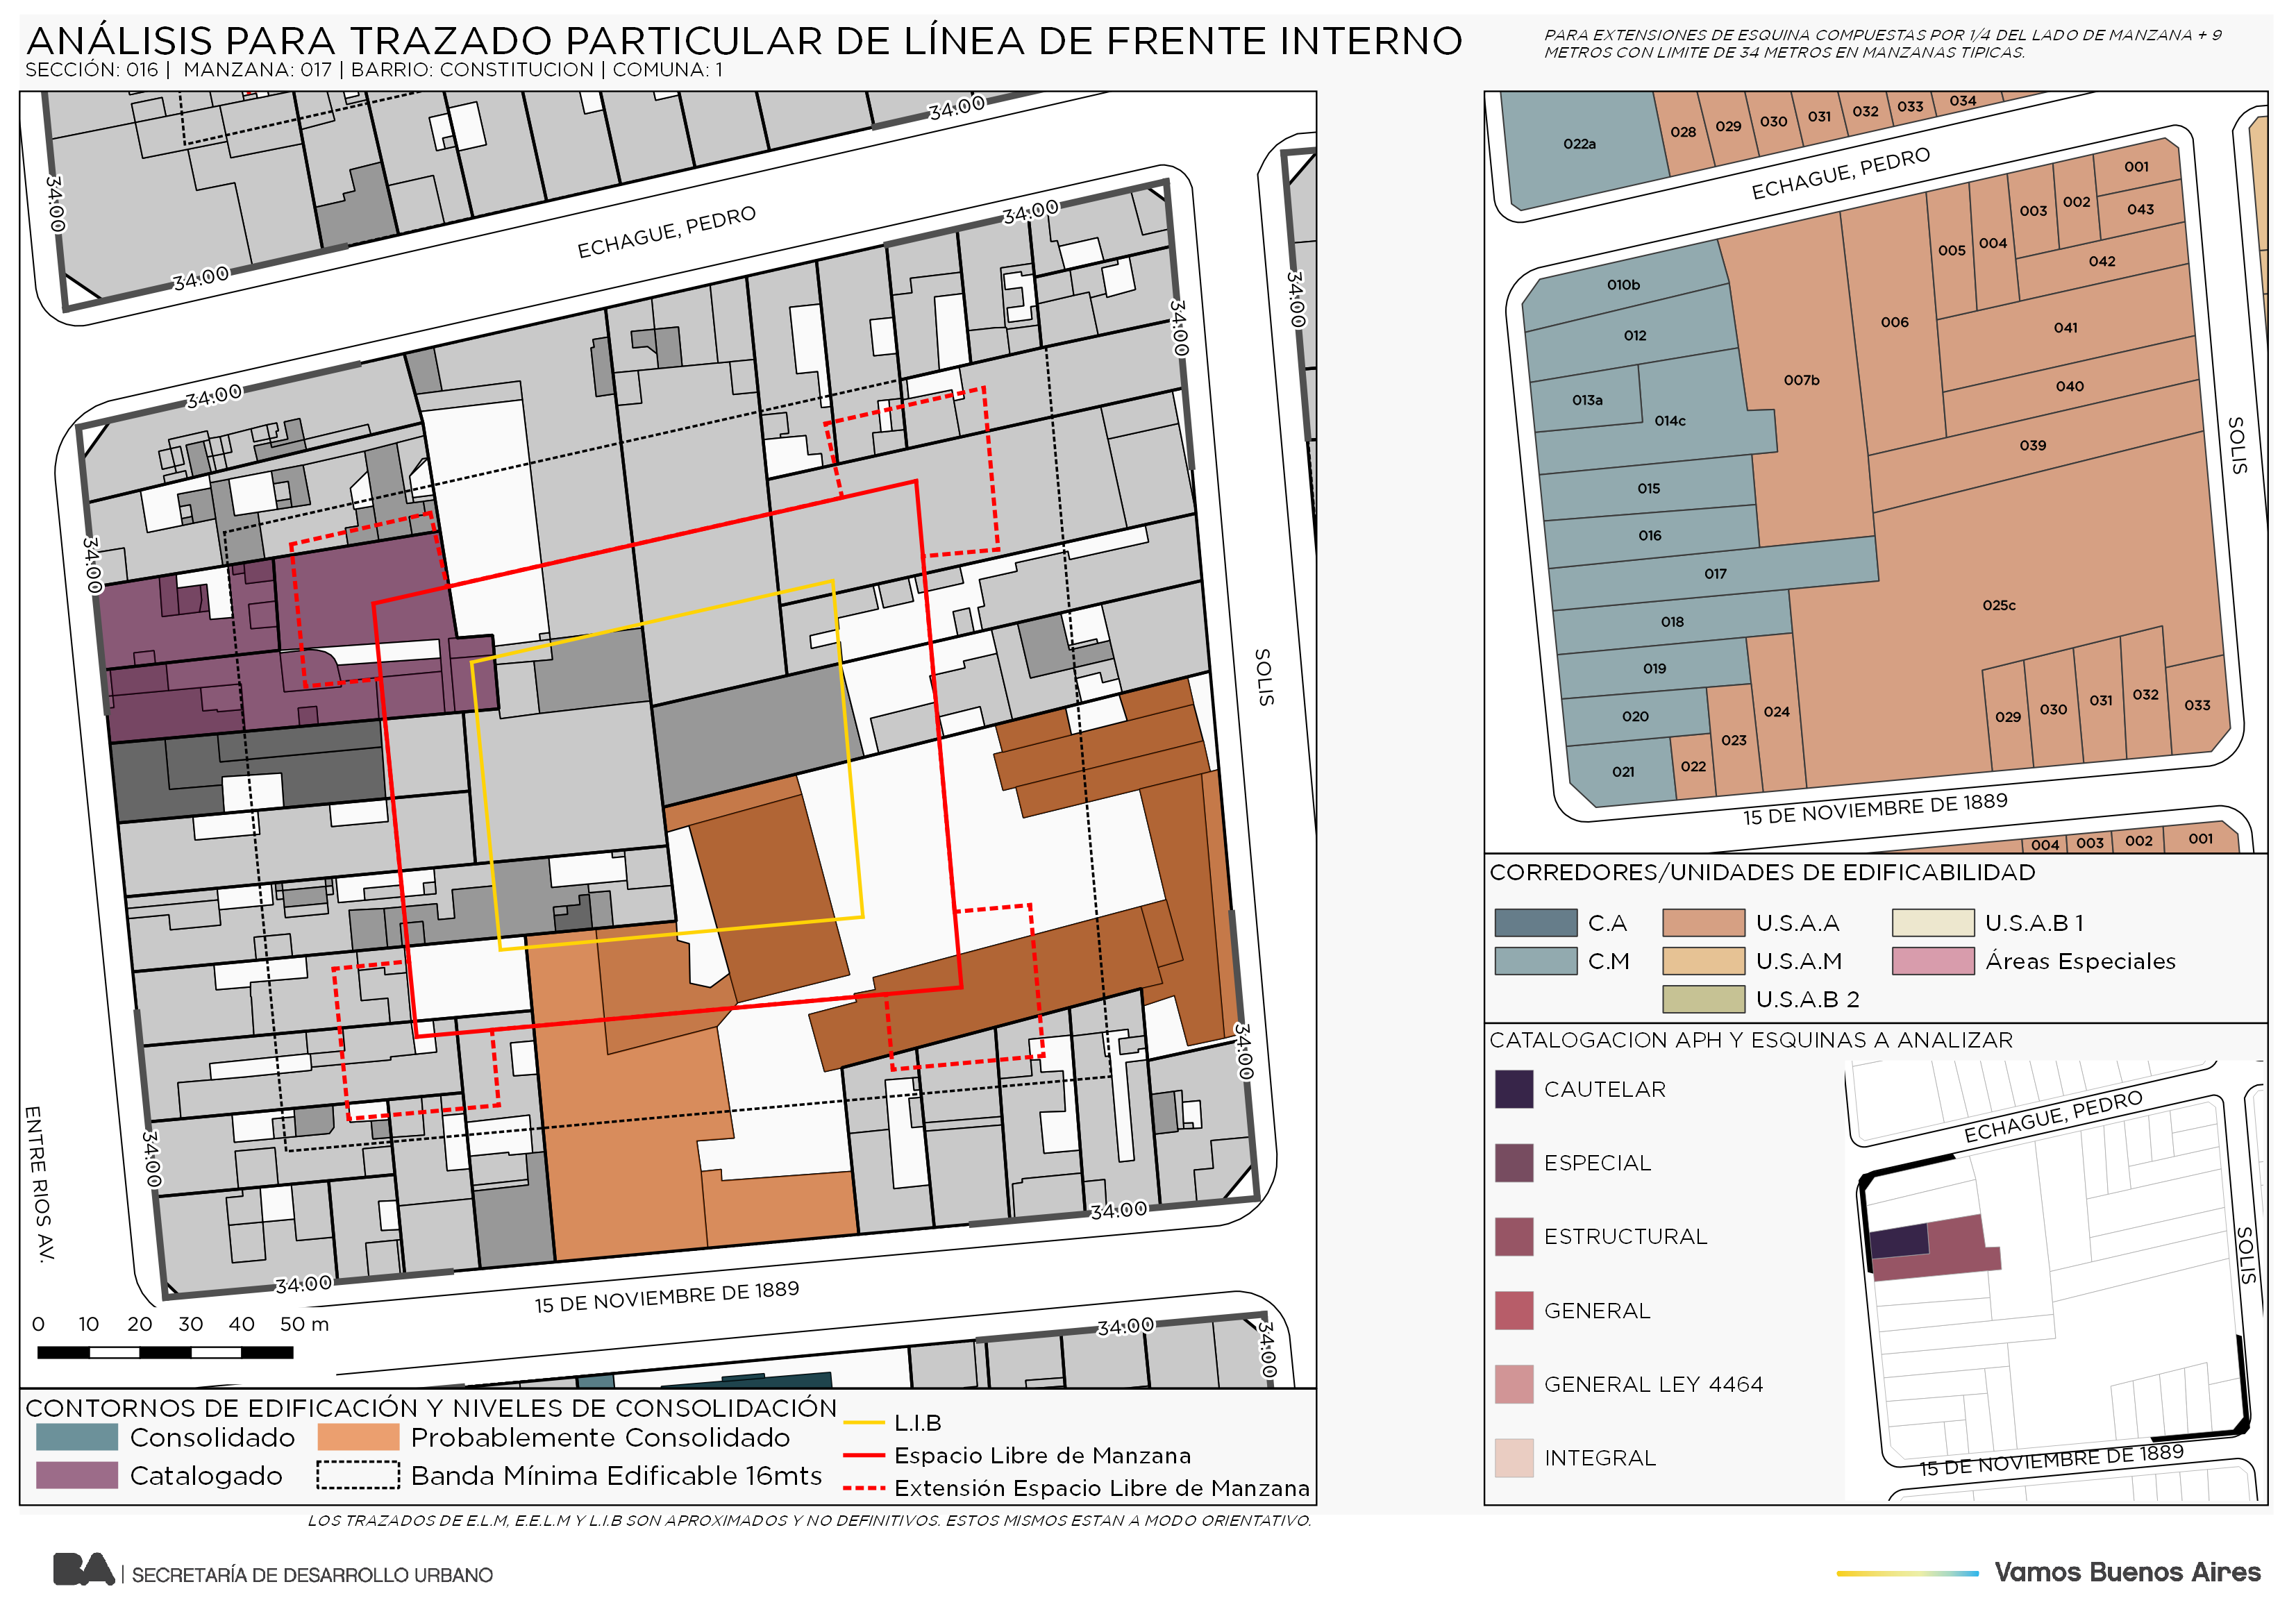 ANÁLISIS PARA TRAZADO PARTICULAR DE LÍNEA DE FRENTE INTERNO
SECCIÓN: 016 | MANZANA: 017 | BARRIO: CONSTITUCION | COMUNA: 1
PARA EXTENSIONES DE ESQUINA COMPUESTAS POR 1/4 DEL LADO DE MANZANA + 9
METROS CON LIMITE DE 34 METROS EN MANZANAS TIPICAS.
34:00
34:00
34:00
ECHAGUE, PEDRO
34:00
34:00
34:00
34:00
34:00
SOLIS
34:00
34:00
34:00
34:00
ENTRE RIOS AV.
15 DE NOVIEMBRE DE 1889
34:00
34:00
0 10 20 30 40 50 m
CONTORNOS DE EDIFICACIÓN Y NIVELES DE CONSOLIDACIÓN
Consolidado
Probablemente Consolidado
Catalogado
Banda Mínima Edificable 16mts
L.I.B
Espacio Libre de Manzana
Extensión Espacio Libre de Manzana
LOS TRAZADOS DE E.L.M, E.E.L.M Y L.I.B SON APROXIMADOS Y NO DEFINITIVOS. ESTOS MISMOS ESTAN A MODO ORIENTATIVO.
022a
028
029
030
031
032
033
034
ECHAGUE, PEDRO
001
002
003
004
005
043
042
010b
012
013a
014c
007b
006
041
040
039
SOLIS
015
016
017
018
019
020
021
022
023
024
025c
029
030
031
032
033
15 DE NOVIEMBRE DE 1889
004
003
002
001
CORREDORES/UNIDADES DE EDIFICABILIDAD
C.A
U.S.A.A
U.S.A.B 1
C.M
U.S.A.M
Áreas Especiales
U.S.A.B 2
CATALOGACION APH Y ESQUINAS A ANALIZAR
CAUTELAR
ESPECIAL
ESTRUCTURAL
GENERAL
GENERAL LEY 4464
INTEGRAL
ECHAGUE, PEDRO
SOLIS
15 DE NOVIEMBRE DE 1889
BA | SECRETARÍA DE DESARROLLO URBANO
Vamos Buenos Aires